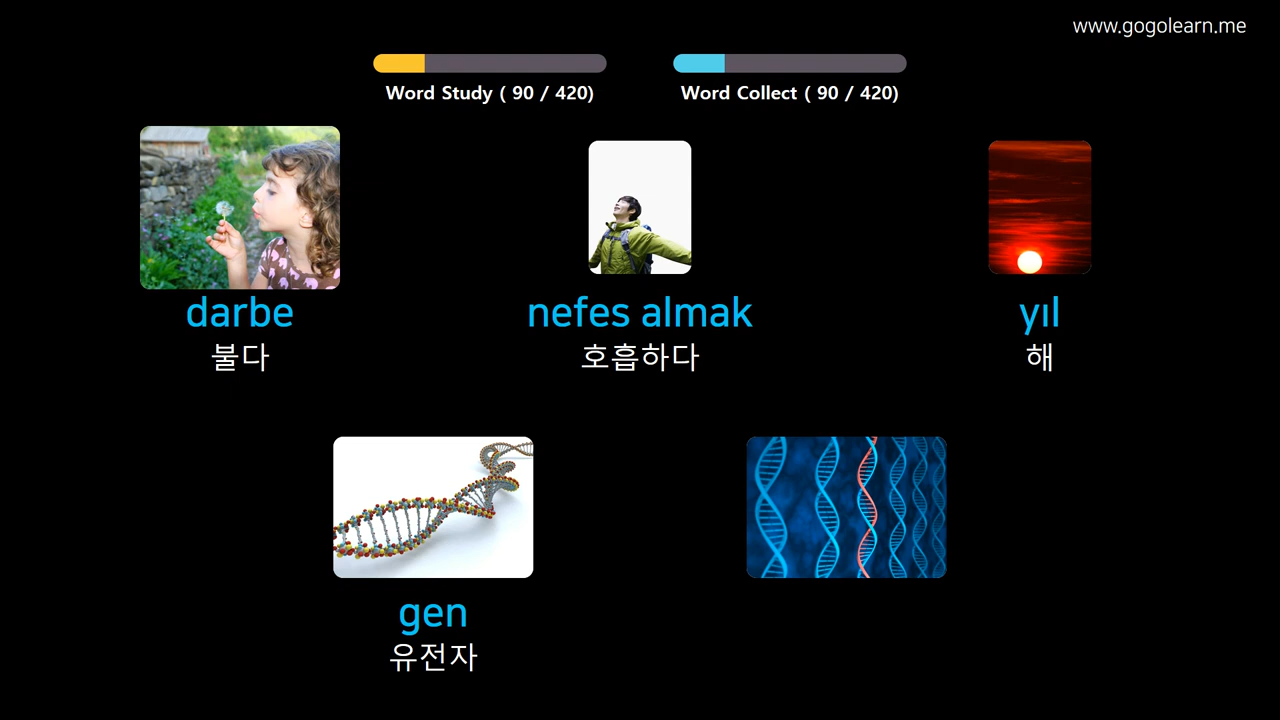 www.gogolearn.me
Word Study ( 90 / 420)
Word Collect ( 90 / 420)
darbe
불다
nefes almak
호흡하다
yıl
해
gen
유전자